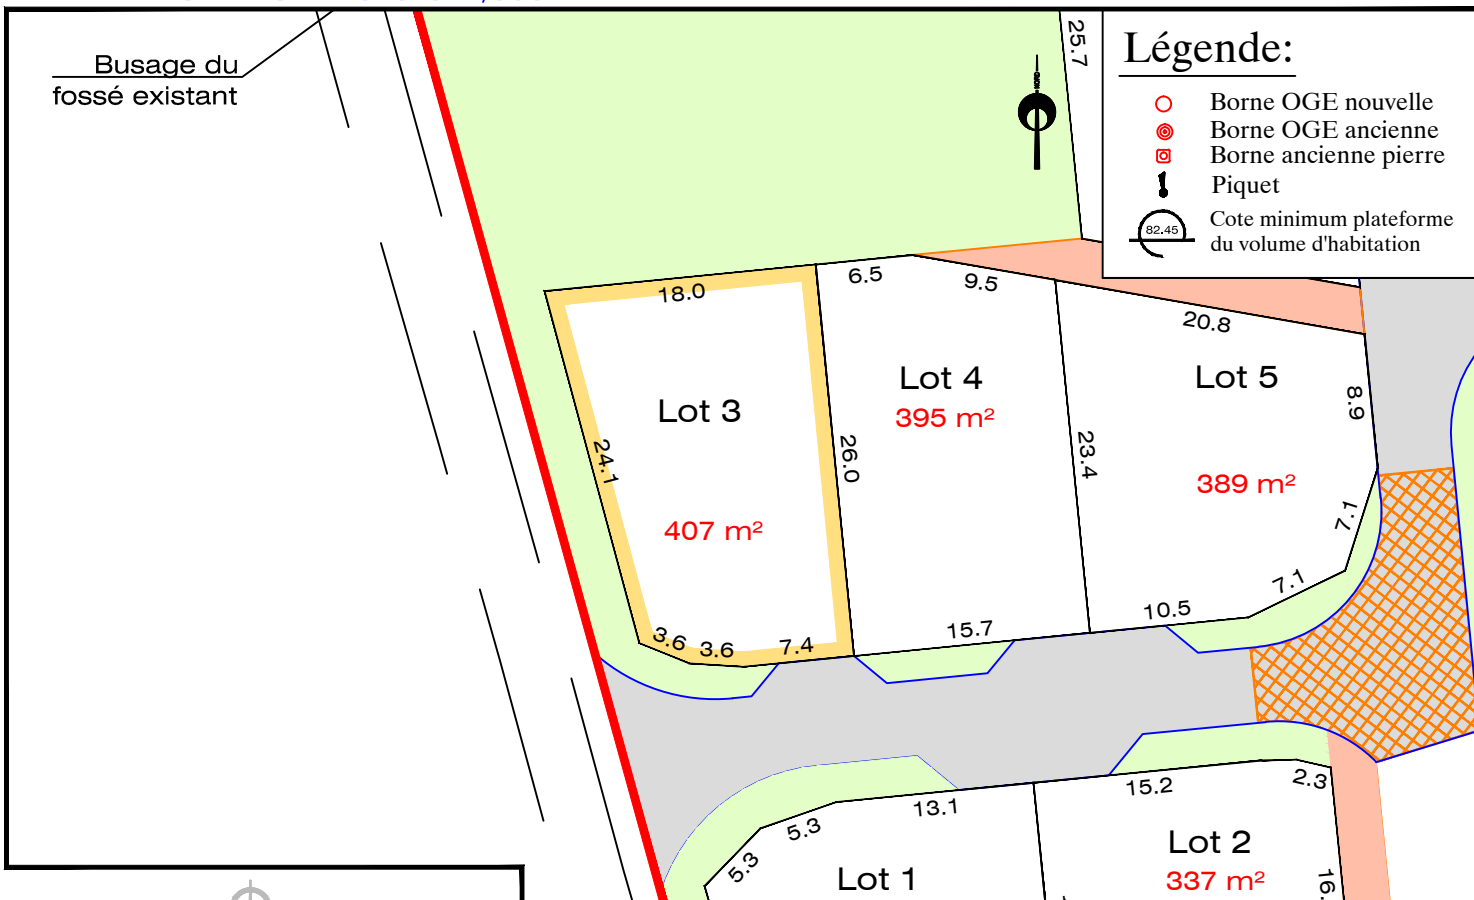 Busage du
fossé existant
25.7
Légende:
Borne OGE nouvelle
Borne OGE ancienne
Borne ancienne pierre
Piquet
82.45
Cote minimum plateforme
du volume d'habitation
18.0
6.5
9.5
20.8
Lot 3
Lot 4
395 m²
Lot 5
8.9
24.1
26.0
23.4
407 m²
389 m²
7.1
7.1
3.6
3.6
7.4
15.7
10.5
5.3
5.3
13.1
15.2
2.3
Lot 1
Lot 2
337 m²
16.